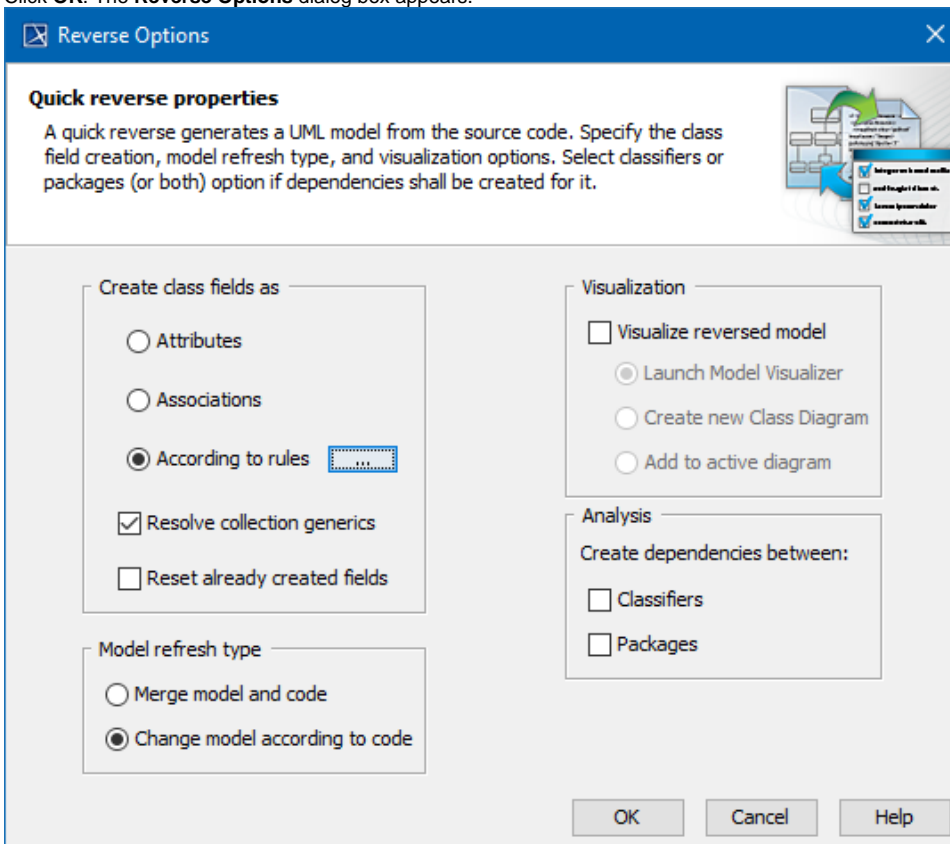 Click OK. The Reverse Options dialog box appears.
Reverse Options
Quick reverse properties
A quick reverse generates a UML model from the source code. Specify the class
field creation, model refresh type, and visualization options. Select classifiers or
packages (or both) option if dependencies shall be created for it.
Create class fields as
Attributes
Associations
According to rules ...
Resolve collection generics
Reset already created fields
Model refresh type
Merge model and code
Change model according to code
Visualization
Visualize reversed model
Launch Model Visualizer
Create new Class Diagram
Add to active diagram
Analysis
Create dependencies between:
Classifiers
Packages
OK Cancel Help